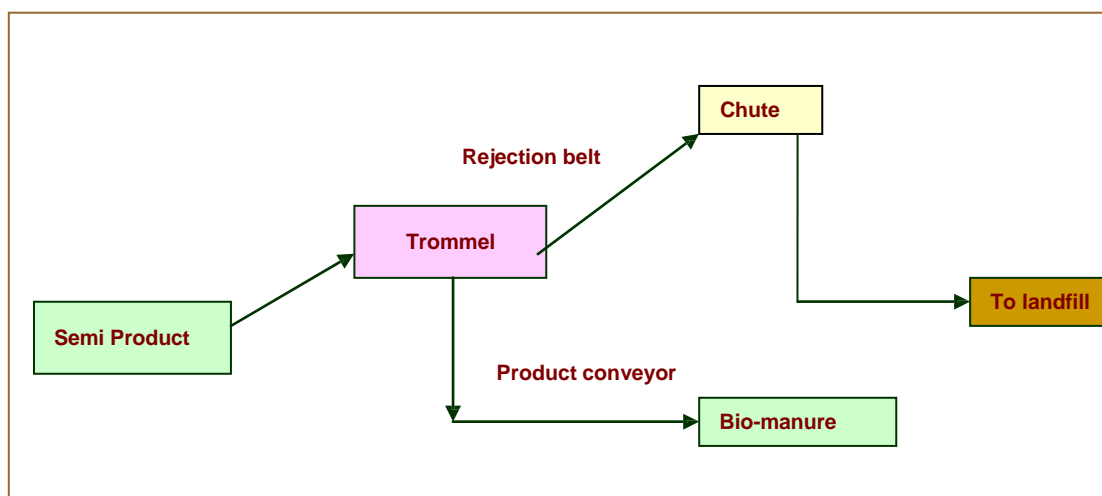 Chute
Rejection belt
Trommel
To landfill
Semi Product
Product conveyor
Bio-manure